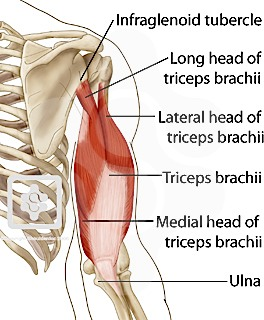 Infraglenoid tubercle
Long head of
triceps brachii
Lateral head of
triceps brachii
Triceps brachii
Medial head of
triceps brachii
Ulna